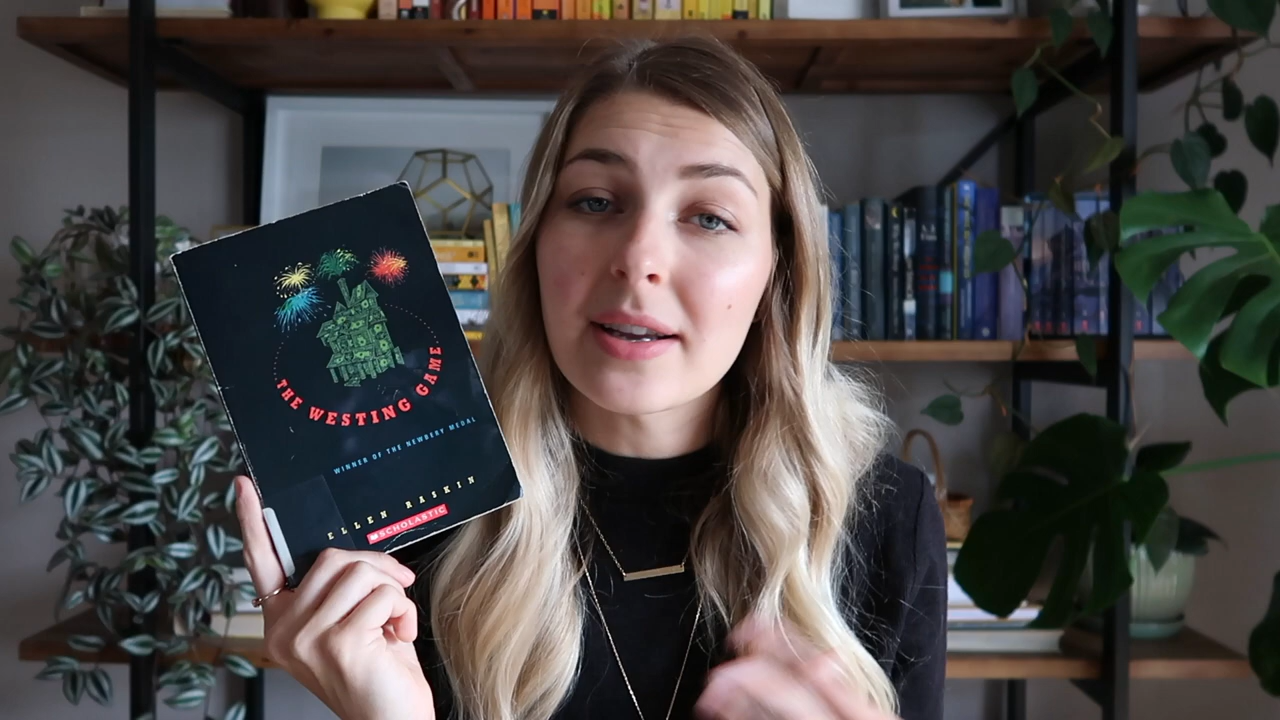 THE WESTING GAME
WINNER OF THE NEWBERY MEDAL
ELLEN RASKIN
SCHOLASTIC